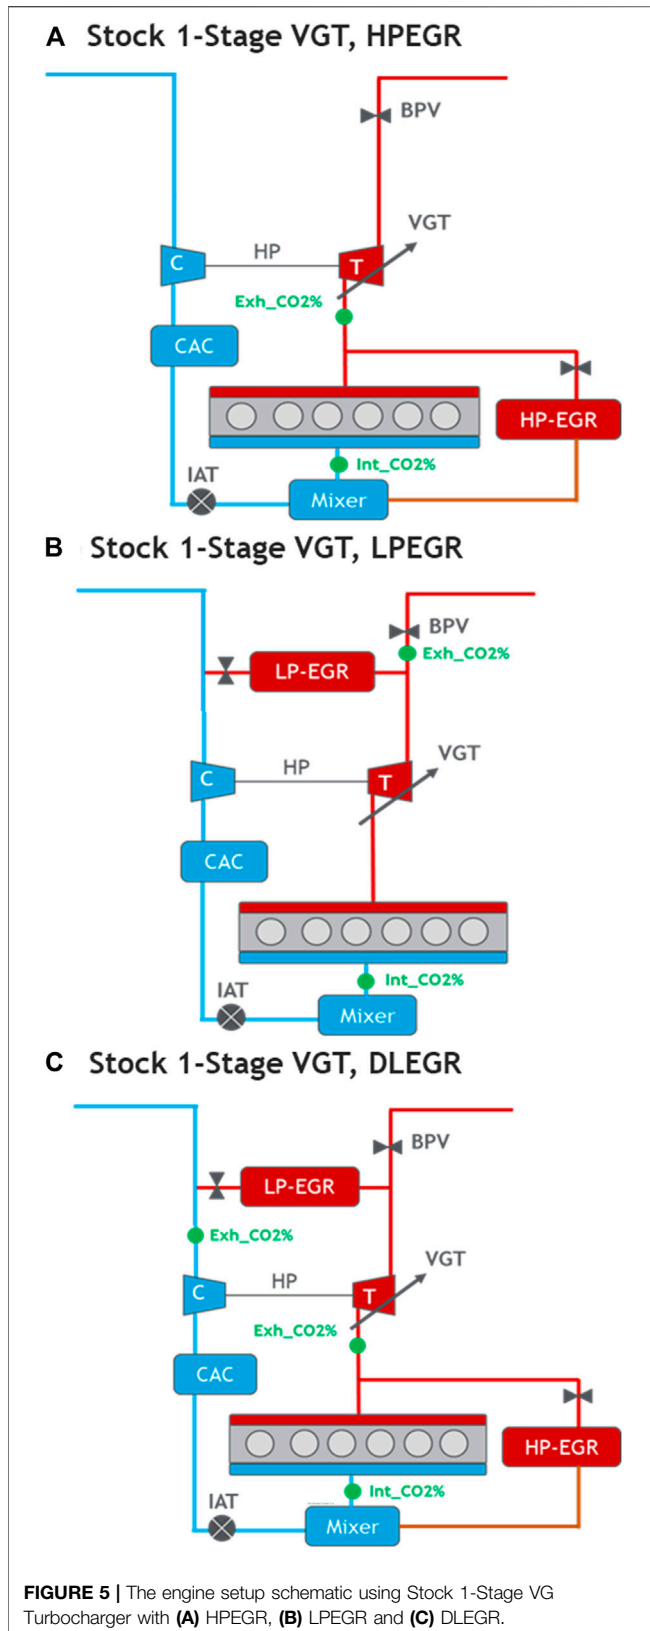 A Stock 1-Stage VGT, HPEGR
BPV
VGT
HP
C
T
Exh_CO2%
CAC
HP-EGR
Int_CO2%
IAT
Mixer
B Stock 1-Stage VGT, LPEGR
BPV
Exh_CO2%
LP-EGR
VGT
HP
C
T
CAC
Int_CO2%
IAT
Mixer
C Stock 1-Stage VGT, DLEGR
BPV
LP-EGR
Exh_CO2%
VGT
HP
C
T
Exh_CO2%
CAC
HP-EGR
Int_CO2%
IAT
Mixer
FIGURE 5 | The engine setup schematic using Stock 1-Stage VG
Turbocharger with (A) HPEGR, (B) LPEGR and (C) DLEGR.